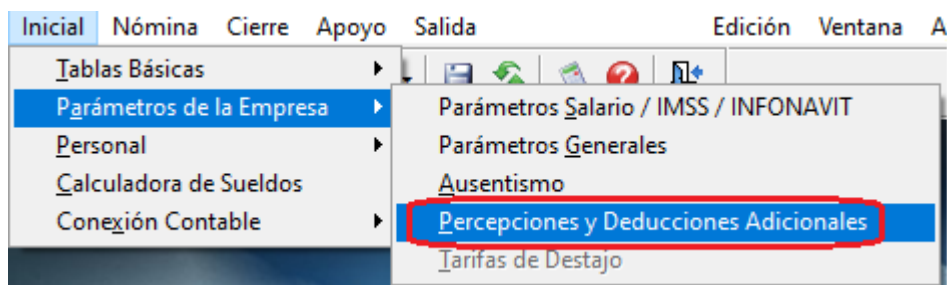 Inicial Nómina Cierre Apoyo Salida Edición Ventana A
Tablas Básicas
Parámetros de la Empresa
Personal
Calculadora de Sueldos
Conexión Contable
Parámetros Salario / IMSS / INFONAVIT
Parámetros Generales
Ausentismo
Percepciones y Deducciones Adicionales
Tarifas de Destajo